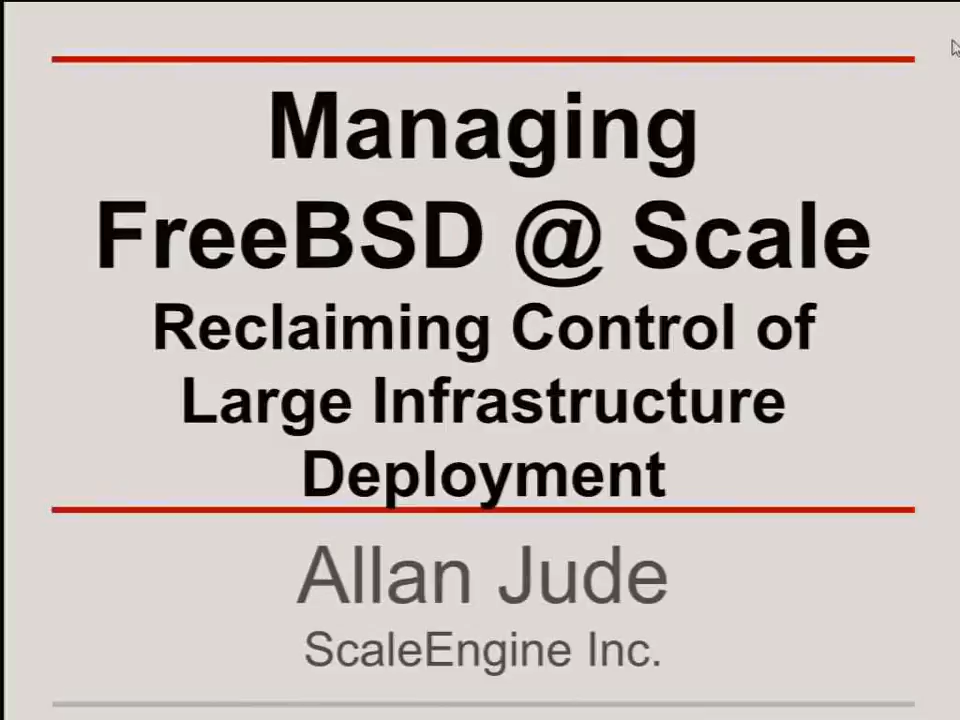 Managing
FreeBSD @ Scale
Reclaiming Control of
Large Infrastructure
Deployment
Allan Jude
ScaleEngine Inc.